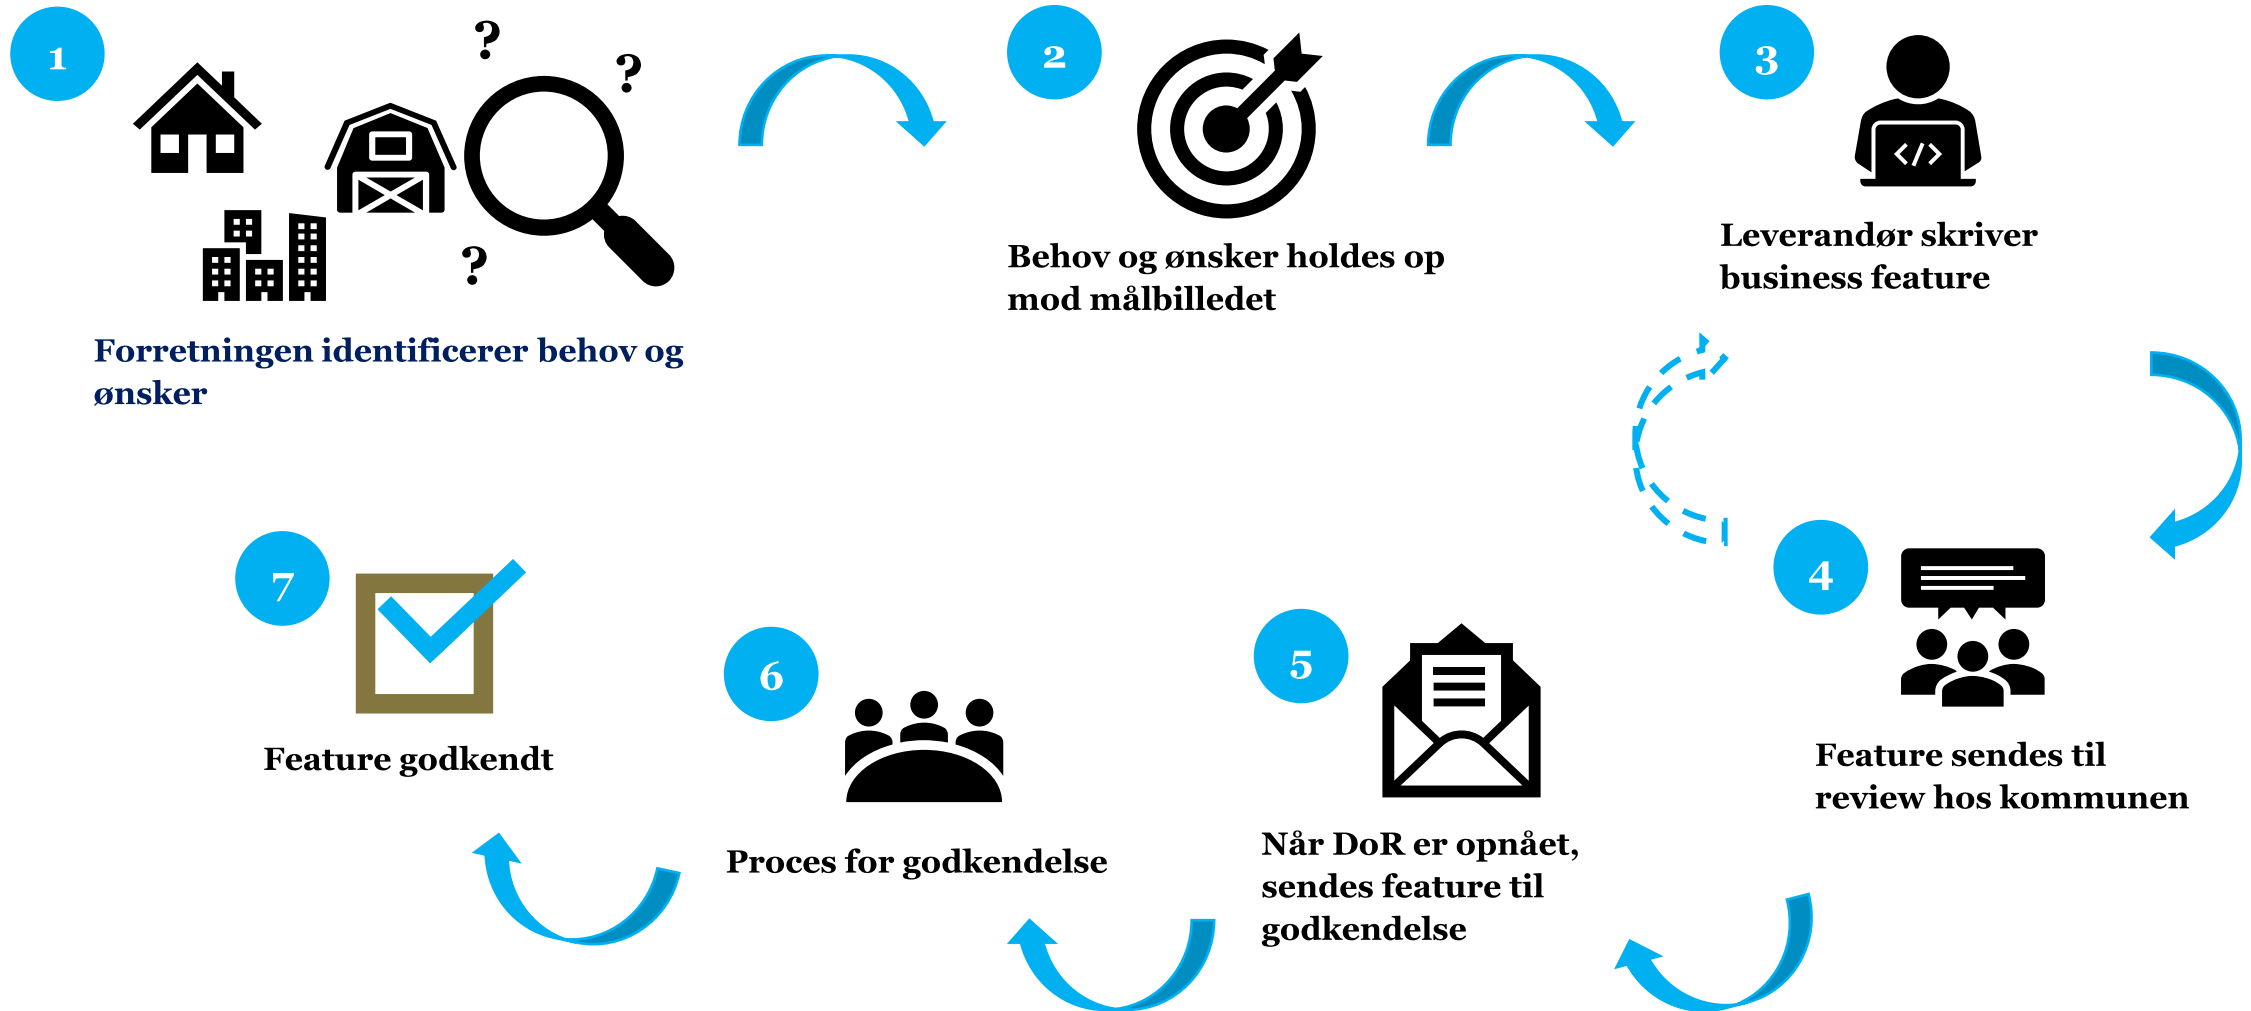 1
?
?
?
Forretningen identificerer behov og
ønsker
2
Behov og ønsker holdes op
mod målbilledet
3
</>
Leverandør skriver
business feature
4
Feature sendes til
review hos kommunen
5
Når DoR er opnået,
sendes feature til
godkendelse
6
Proces for godkendelse
7
Feature godkendt